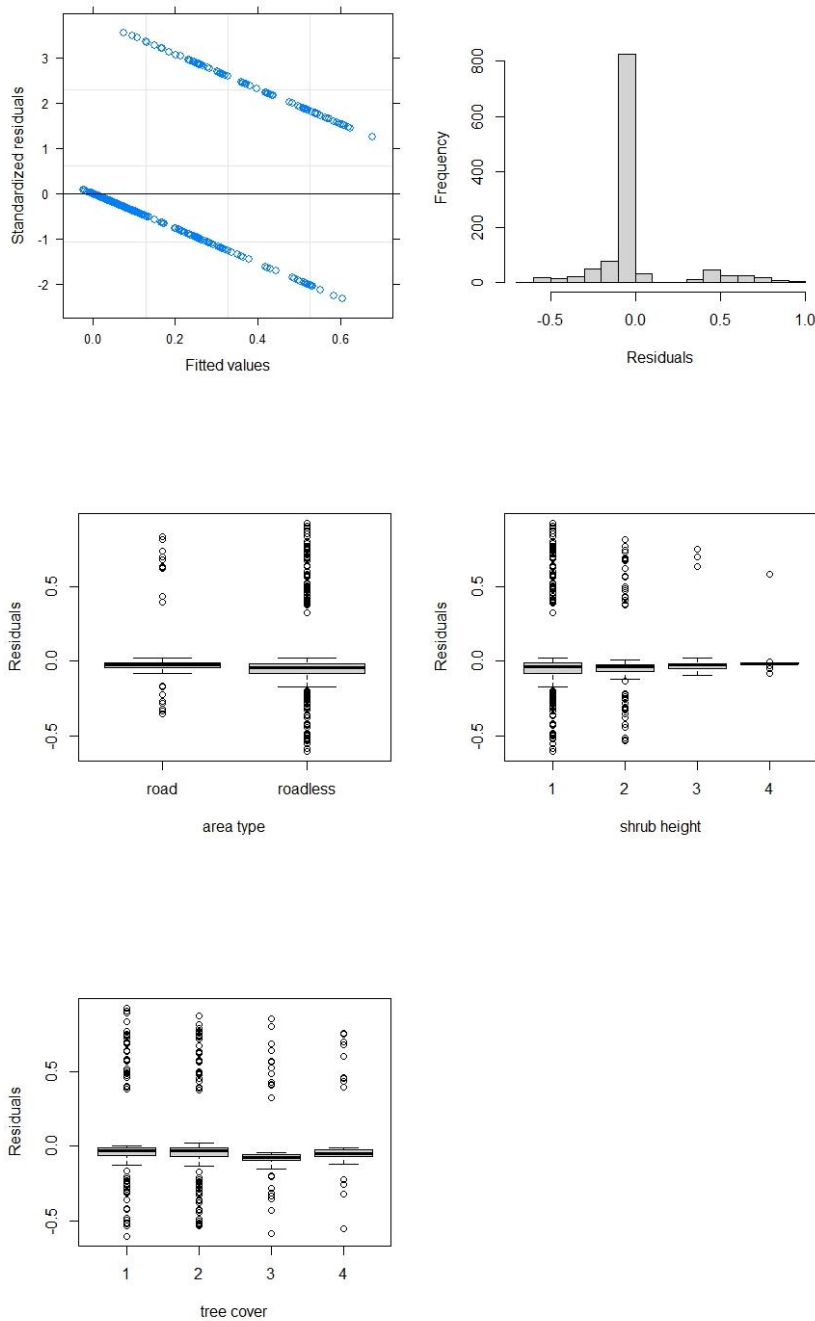 3
2
1
0
-1
-2
Standardized residuals
0.0 0.2 0.4 0.6
Fitted values
800
600
400
200
0
Frequency
-0.5 0.0 0.5 1.0
Residuals
0.5
0.0
-0.5
Residuals
road roadless
area type
0.5
0.0
-0.5
Residuals
1 2 3 4
shrub height
0.5
0.0
-0.5
Residuals
1 2 3 4
tree cover